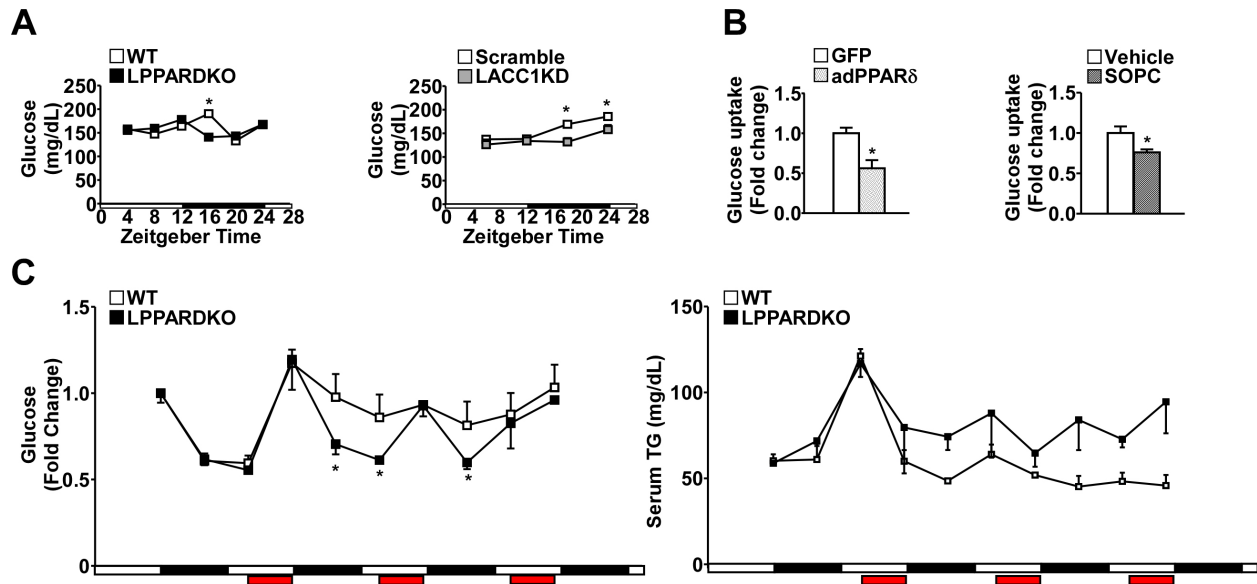 A
WT
LPPARDKO
Glucose
(mg/dL)
250
200
150
100
50
0
*
0 4 8 12 16 20 24 28
Zeitgeber Time
Scramble
LACC1KD
Glucose
(mg/dL)
250
200
150
100
50
0
* *
0 4 8 12 16 20 24 28
Zeitgeber Time
B
GFP
adPPARδ
Glucose uptake
(Fold change)
1.5
1.0
0.5
0.0
*
Vehicle
SOPC
Glucose uptake
(Fold change)
1.5
1.0
0.5
0.0
*
C
WT
LPPARDKO
Glucose
(Fold Change)
1.5
1.0
0.5
0
* * *
WT
LPPARDKO
Serum TG (mg/dL)
150
100
50
0